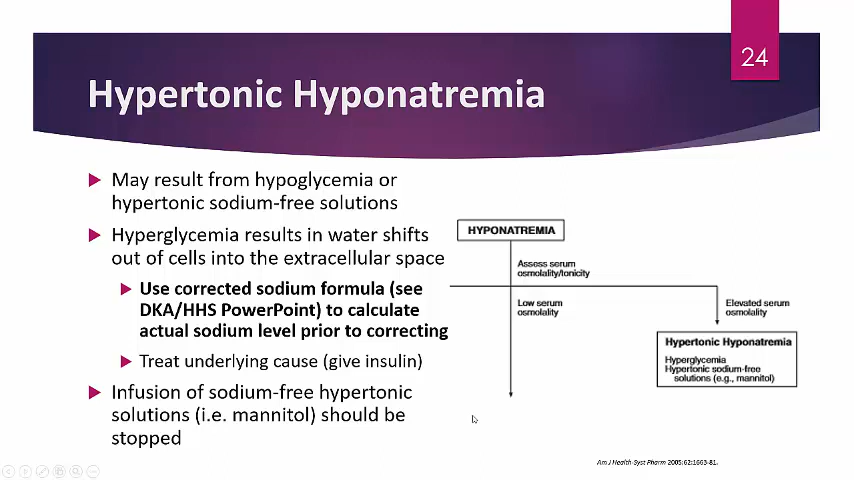 24
Hypertonic Hyponatremia
May result from hypoglycemia or
hypertonic sodium-free solutions
Hyperglycemia results in water shifts
out of cells into the extracellular space
Use corrected sodium formula (see
DKA/HHS PowerPoint) to calculate
actual sodium level prior to correcting
Treat underlying cause (give insulin)
Infusion of sodium-free hypertonic
solutions (i.e. mannitol) should be
stopped
HYPONATREMIA
Assess serum
osmolality/tonicity
Low serum
osmolality
Elevated serum
osmolality
Hypertonic Hyponatremia
Hyperglycemia
Hypertonic sodium-free
solutions (e.g., mannitol)
Am J Health-Syst Pharm 2005:62:1663-81.